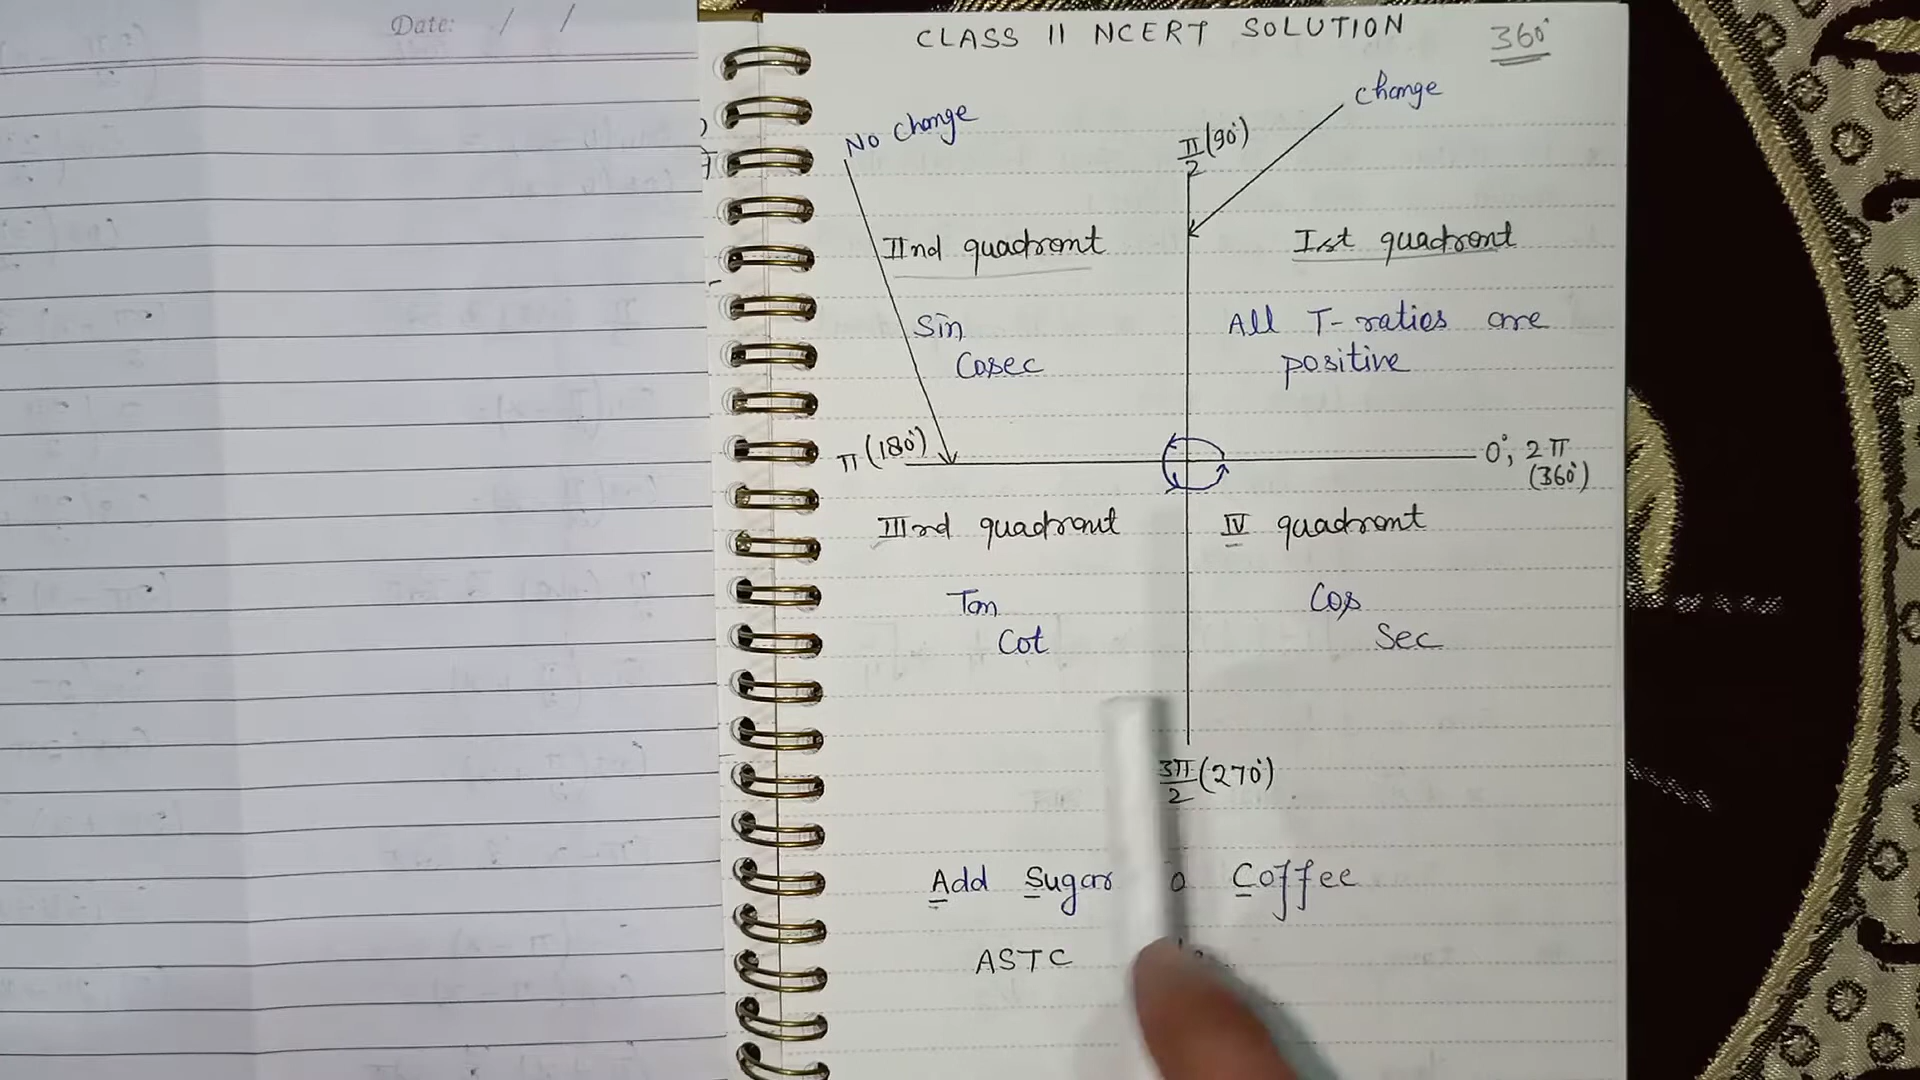 Date: / /
CLASS 11 NCERT SOLUTION
360°
change
No change
π/2 (90°)
IInd quadrant
Ist quadrant
Sin
Cosec
All T-ratios are
positive
π (180°)
0°, 2π
(360°)
IIIrd quadrant
IV quadrant
Tan
Cot
Cos
Sec
3π/2 (270°)
Add Sugar o Coffee
ASTC